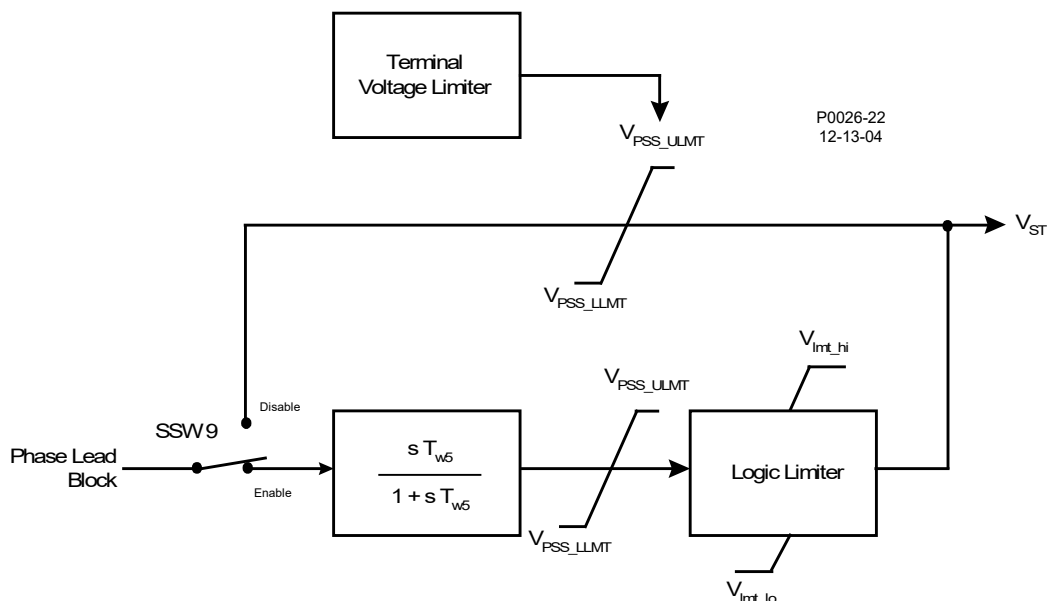 Terminal
Voltage Limiter
P0026-22
12-13-04
V_PSS_ULMT
V_ST
V_PSS_LLMT
V_lmt_hi
V_PSS_ULMT
Disable
SSW 9
Phase Lead
Block
Enable
s T_w5
1 + s T_w5
Logic Limiter
V_PSS_LLMT
V_lmt_lo